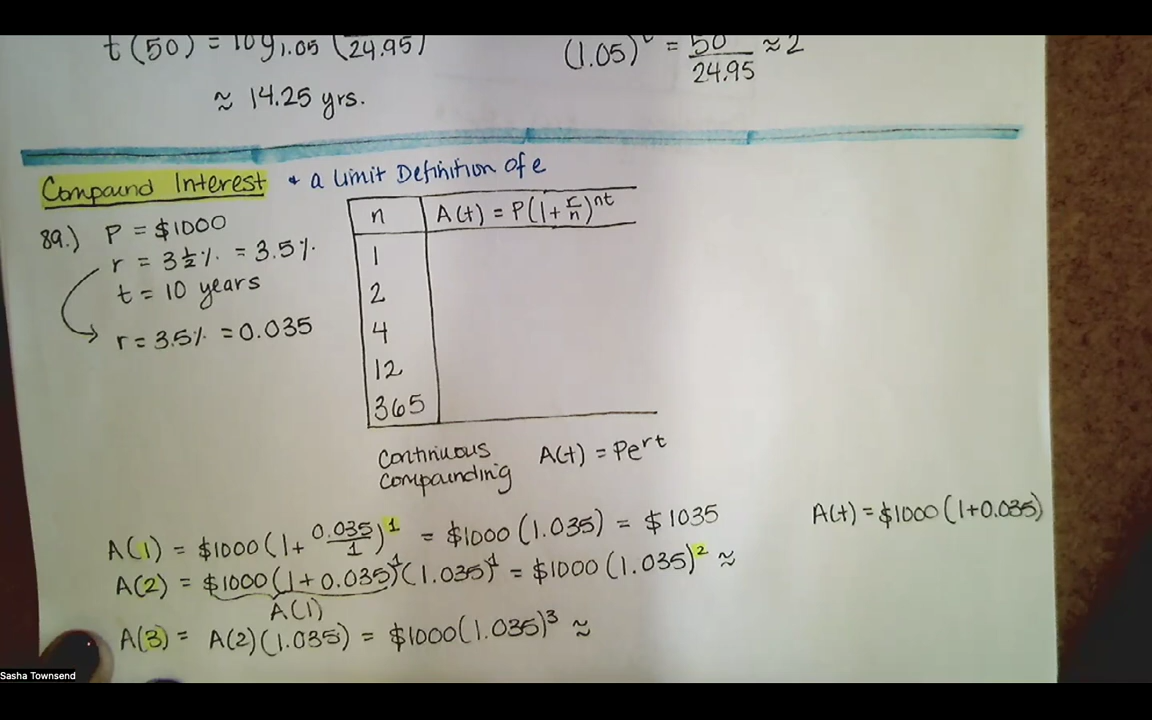 t(50) = log1.05 (24.95)
(1.05)^t = 50/24.95 ≈ 2
≈ 14.25 yrs.
Compound Interest + a Limit Definition of e
89.) P = $1000
r = 3 1/2 % = 3.5%
t = 10 years
r = 3.5% = 0.035
n A(t) = P(1 + r/n)^nt
1
2
4
12
365
Continuous A(t) = Pe^rt
Compounding
A(1) = $1000(1 + 0.035/1)^1 = $1000(1.035) = $1035
A(t) = $1000(1+0.035)
A(2) = $1000(1+0.035)^1(1.035)^1 = $1000(1.035)^2 ≈
A(1)
A(3) = A(2)(1.035) = $1000(1.035)^3 ≈
Sasha Townsend